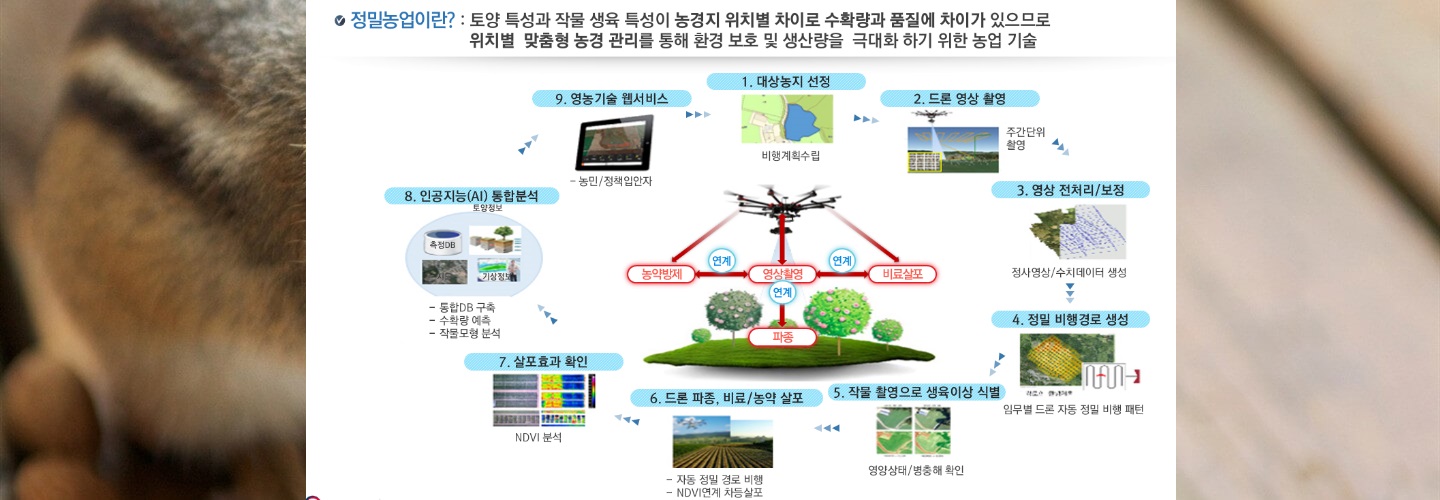 정밀농업이란? : 토양 특성과 작물 생육 특성이 농경지 위치별 차이로 수확량과 품질에 차이가 있으므로
위치별 맞춤형 농경 관리를 통해 환경 보호 및 생산량을 극대화 하기 위한 농업 기술
1. 대상농지 선정
비행계획수립
2. 드론 영상 촬영
주간단위
촬영
3. 영상 전처리/보정
정사영상/수치데이터 생성
4. 정밀 비행경로 생성
임무별 드론 자동 정밀 비행 패턴
5. 작물 촬영으로 생육이상 식별
영양상태/병충해 확인
6. 드론 파종, 비료/농약 살포
- 자동 정밀 경로 비행
- NDVI연계 차등살포
7. 살포효과 확인
NDVI 분석
8. 인공지능(AI) 통합분석
토양정보
측정DB
기상정보
- 통합DB 구축
- 수확량 예측
- 작물모형 분석
9. 영농기술 웹서비스
- 농민/정책입안자
농약방제
연계
영상촬영
연계
비료살포
연계
파종